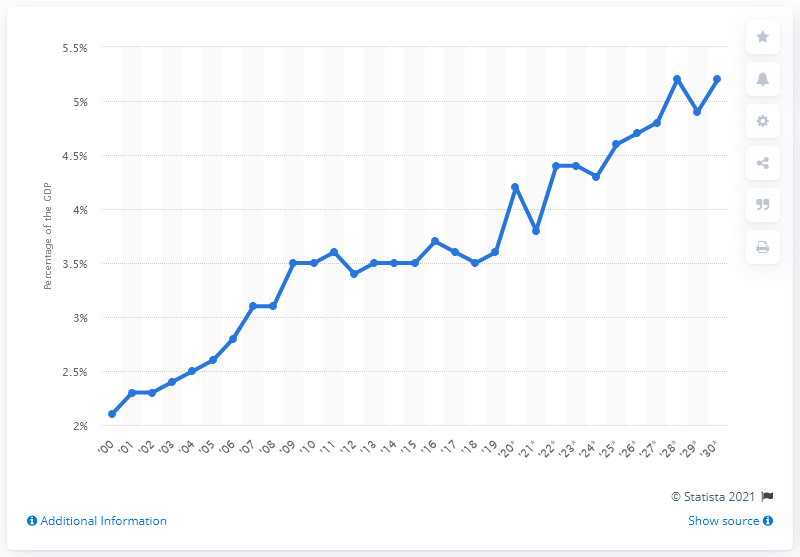 5.5%
5%
4.5%
4%
3.5%
3%
2.5%
2%
Percentage of the GDP
'00 '01 '02 '03 '04 '05 '06 '07 '08 '09 '10 '11 '12 '13 '14 '15 '16 '17 '18 '19 '20* '21* '22* '23* '24* '25* '26* '27* '28* '29* '30*
© Statista 2021
Additional Information
Show source